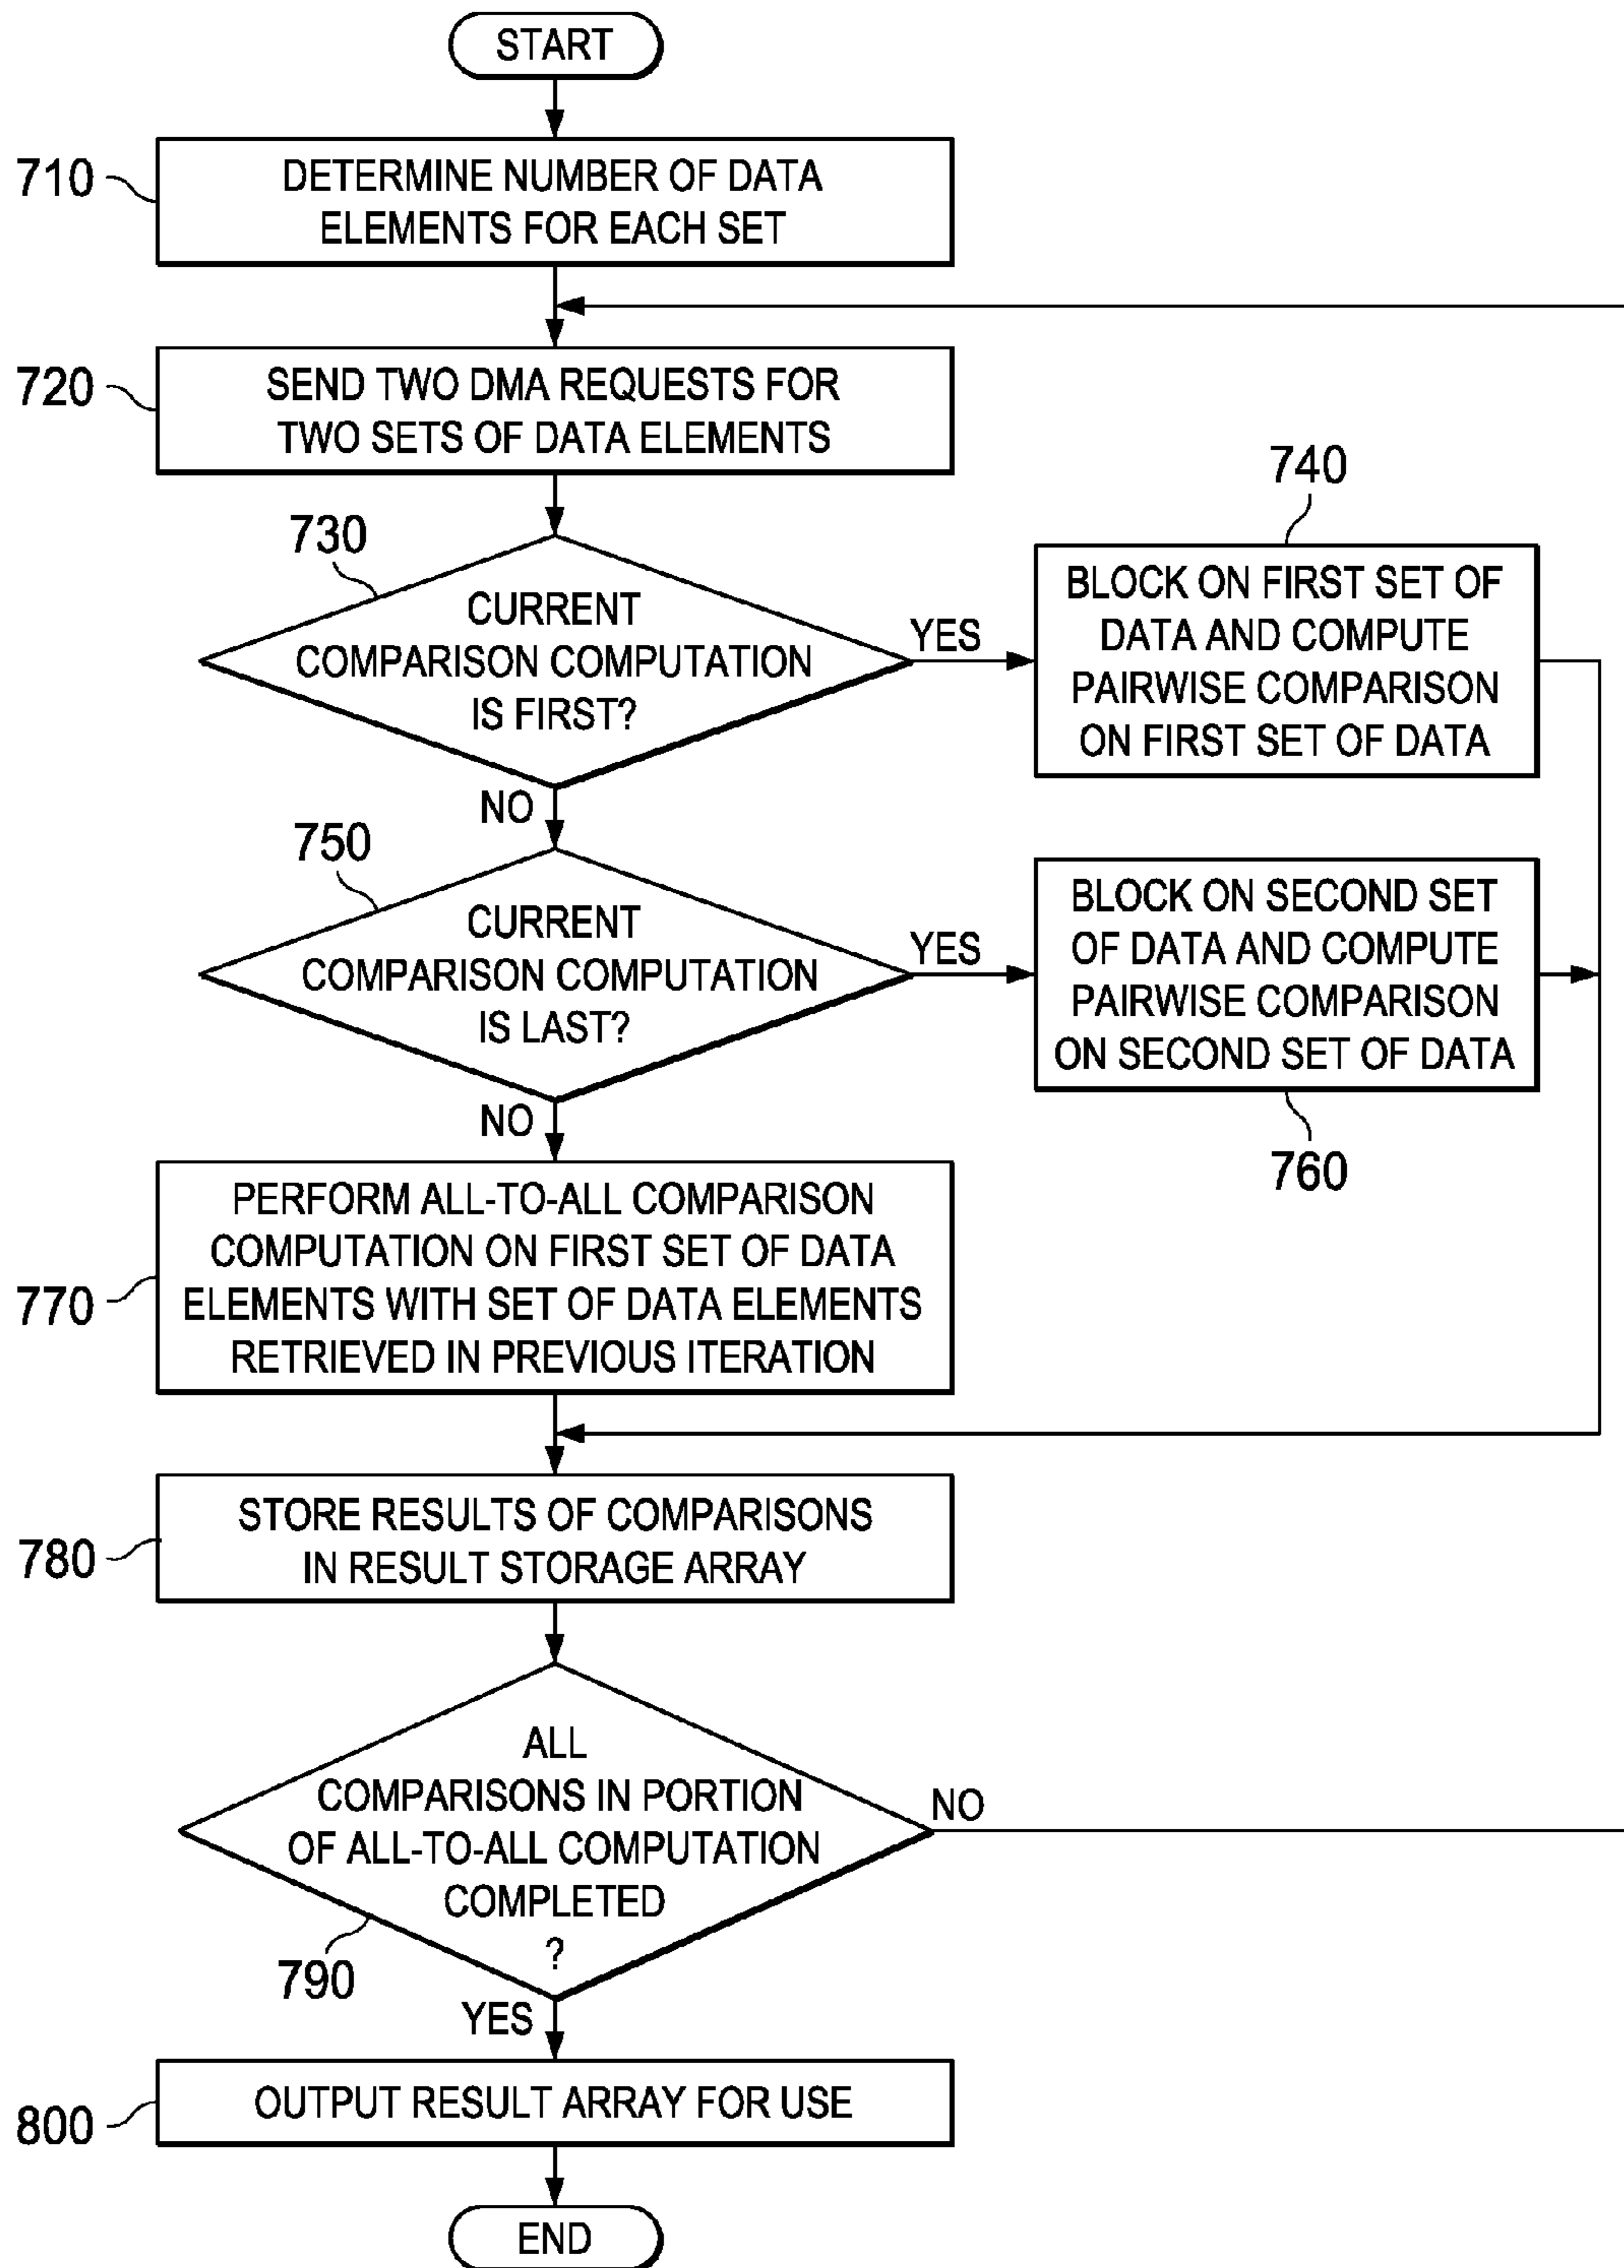 START
710
DETERMINE NUMBER OF DATA
ELEMENTS FOR EACH SET
720
SEND TWO DMA REQUESTS FOR
TWO SETS OF DATA ELEMENTS
730
CURRENT
COMPARISON COMPUTATION
IS FIRST?
YES
NO
740
BLOCK ON FIRST SET OF
DATA AND COMPUTE
PAIRWISE COMPARISON
ON FIRST SET OF DATA
750
CURRENT
COMPARISON COMPUTATION
IS LAST?
YES
NO
BLOCK ON SECOND SET
OF DATA AND COMPUTE
PAIRWISE COMPARISON
ON SECOND SET OF DATA
760
770
PERFORM ALL-TO-ALL COMPARISON
COMPUTATION ON FIRST SET OF DATA
ELEMENTS WITH SET OF DATA ELEMENTS
RETRIEVED IN PREVIOUS ITERATION
780
STORE RESULTS OF COMPARISONS
IN RESULT STORAGE ARRAY
ALL
COMPARISONS IN PORTION
OF ALL-TO-ALL COMPUTATION
COMPLETED
?
NO
790
YES
800
OUTPUT RESULT ARRAY FOR USE
END